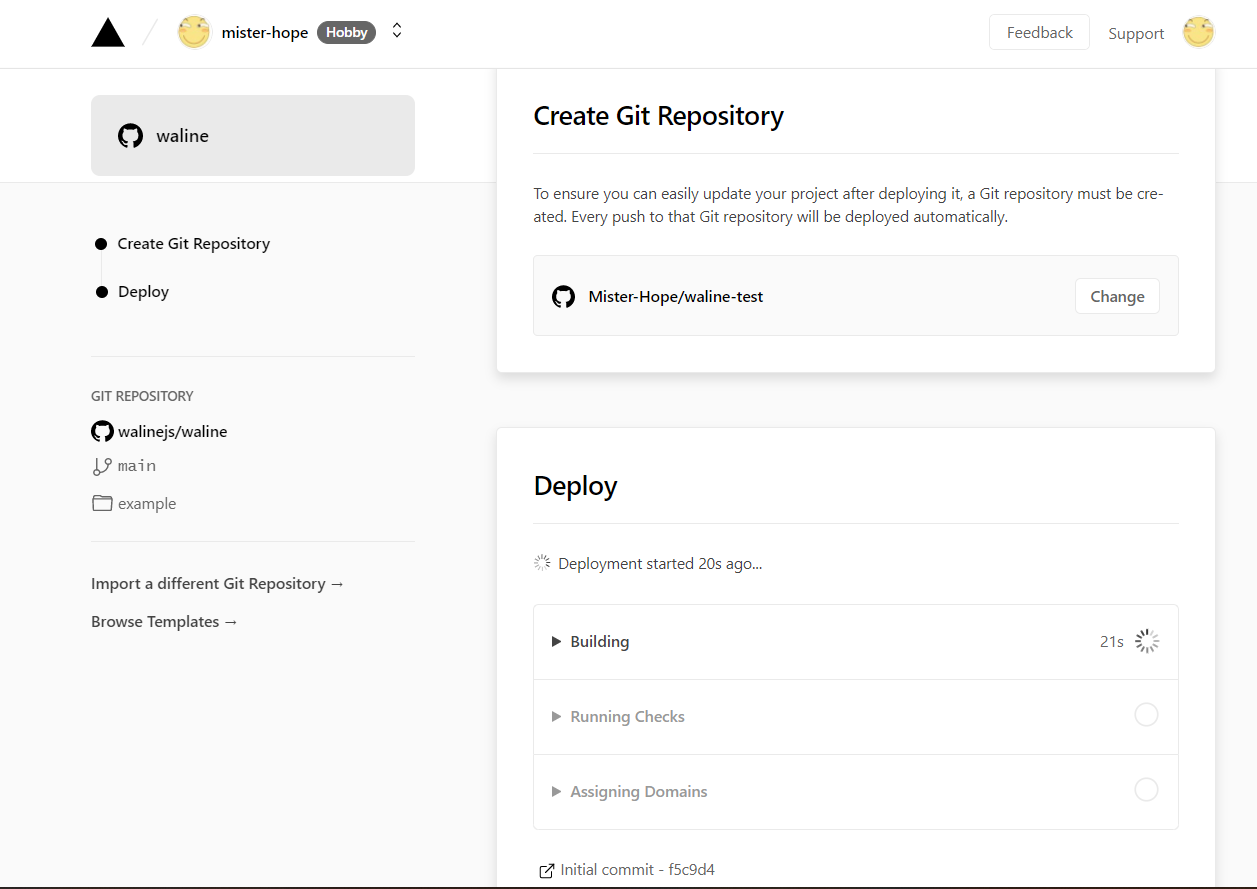 mister-hope Hobby
Feedback Support
waline
Create Git Repository
Deploy
GIT REPOSITORY
walinejs/waline
main
example
Import a different Git Repository →
Browse Templates →
Create Git Repository
To ensure you can easily update your project after deploying it, a Git repository must be cre-
ated. Every push to that Git repository will be deployed automatically.
Mister-Hope/waline-test Change
Deploy
Deployment started 20s ago...
Building 21s
Running Checks
Assigning Domains
Initial commit - f5c9d4